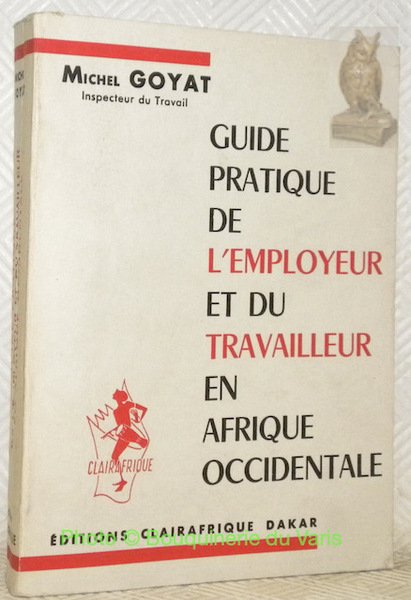 MICHEL GOYAT
Inspecteur du Travail
GUIDE
PRATIQUE
DE
L'EMPLOYEUR
ET DU
TRAVAILLEUR
EN
AFRIQUE
OCCIDENTALE
CLAIRAFRIQUE
ÉDITIONS CLAIRAFRIQUE DAKAR
Photo © Bouquinerie du Varis